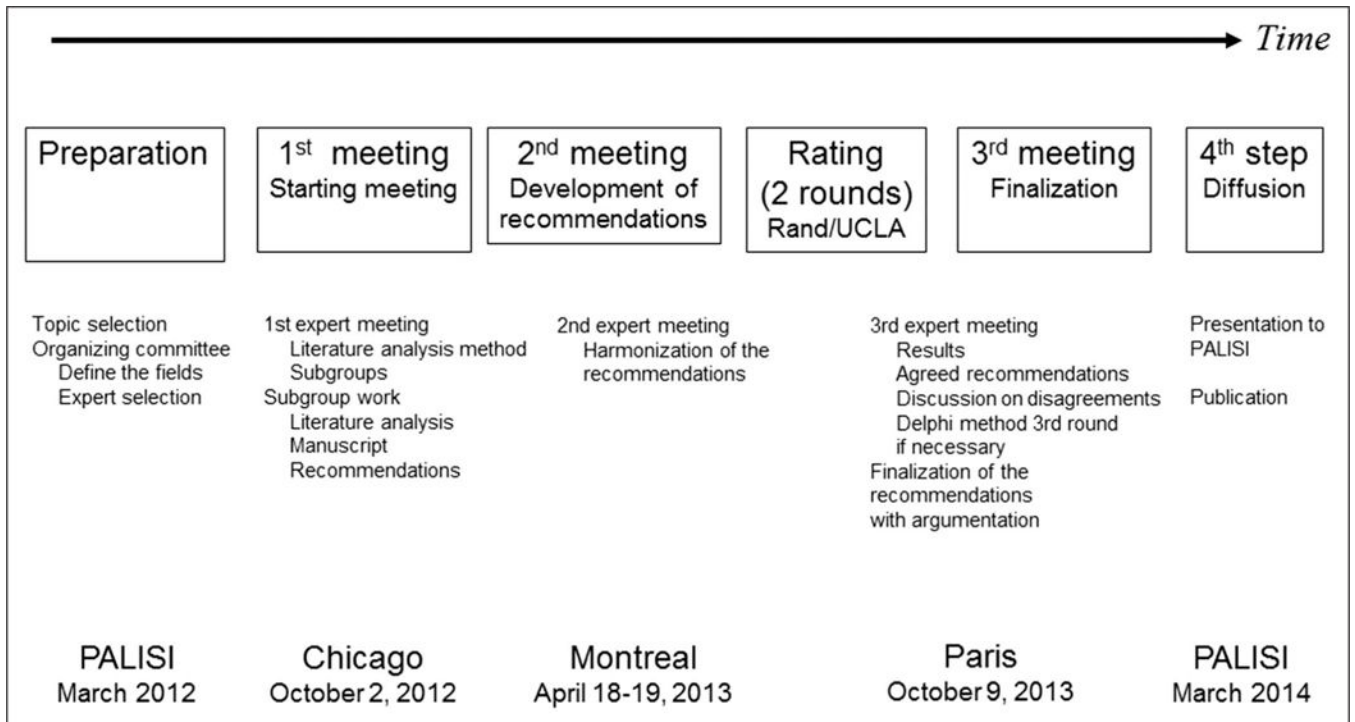 Time
Preparation
1st meeting
Starting meeting
2nd meeting
Development of
recommendations
Rating
(2 rounds)
Rand/UCLA
3rd meeting
Finalization
4th step
Diffusion
Topic selection
Organizing committee
Define the fields
Expert selection
1st expert meeting
Literature analysis method
Subgroups
Subgroup work
Literature analysis
Manuscript
Recommendations
2nd expert meeting
Harmonization of the
recommendations
3rd expert meeting
Results
Agreed recommendations
Discussion on disagreements
Delphi method 3rd round
if necessary
Finalization of the
recommendations
with argumentation
Presentation to
PALISI
Publication
PALISI
March 2012
Chicago
October 2, 2012
Montreal
April 18-19, 2013
Paris
October 9, 2013
PALISI
March 2014